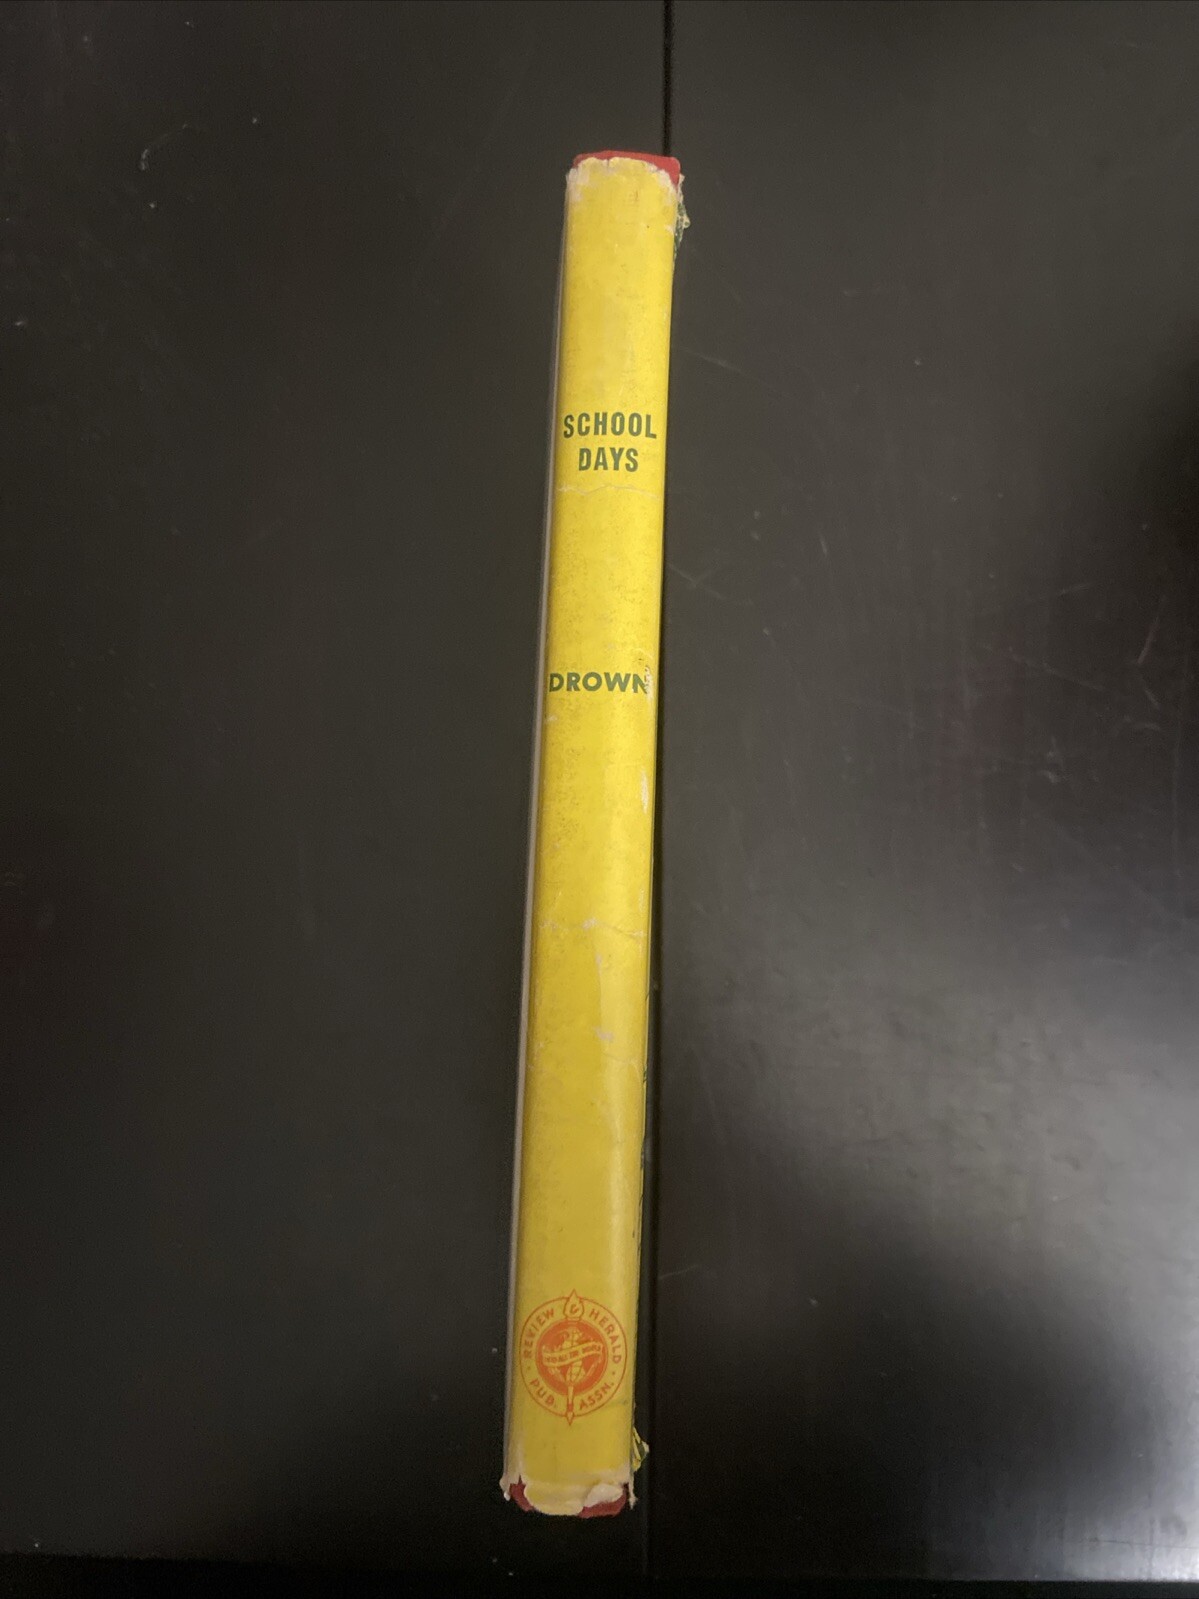 SCHOOL
DAYS
DROWN
REVIEW & HERALD
PUB. ASSN.